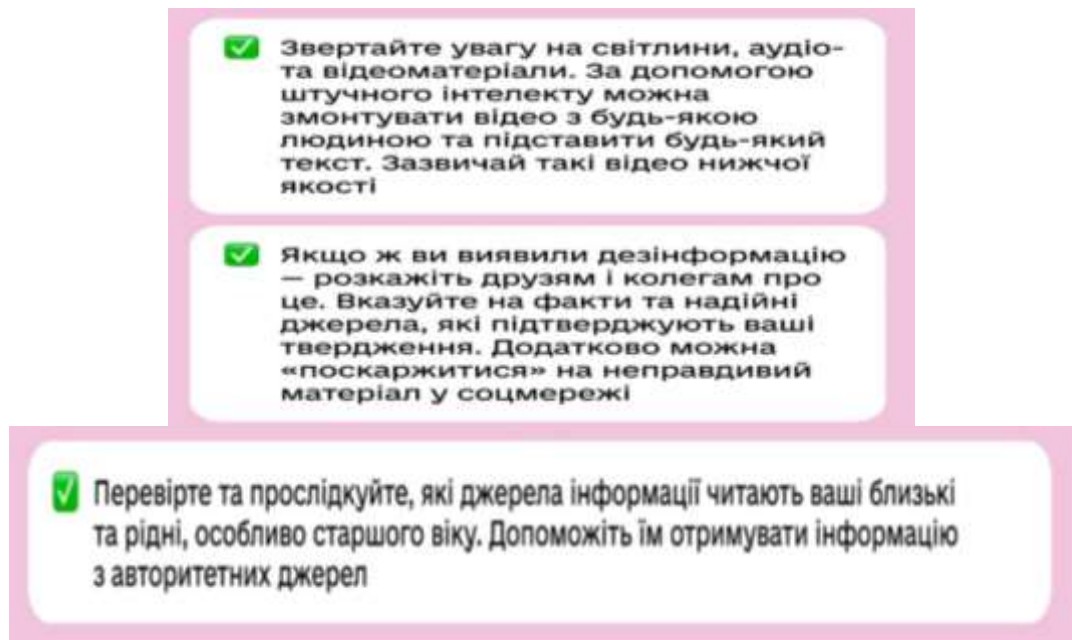 Звертайте увагу на світлини, аудіо-
та відеоматеріали. За допомогою
штучного інтелекту можна
змонтувати відео з будь-якою
людиною та підставити будь-який
текст. Зазвичай такі відео нижчої
якості
Якщо ж ви виявили дезінформацію
— розкажіть друзям і колегам про
це. Вказуйте на факти та надійні
джерела, які підтверджують ваші
твердження. Додатково можна
«поскаржитися» на неправдивий
матеріал у соцмережі
Перевірте та прослідкуйте, які джерела інформації читають ваші близькі
та рідні, особливо старшого віку. Допоможіть їм отримувати інформацію
з авторитетних джерел